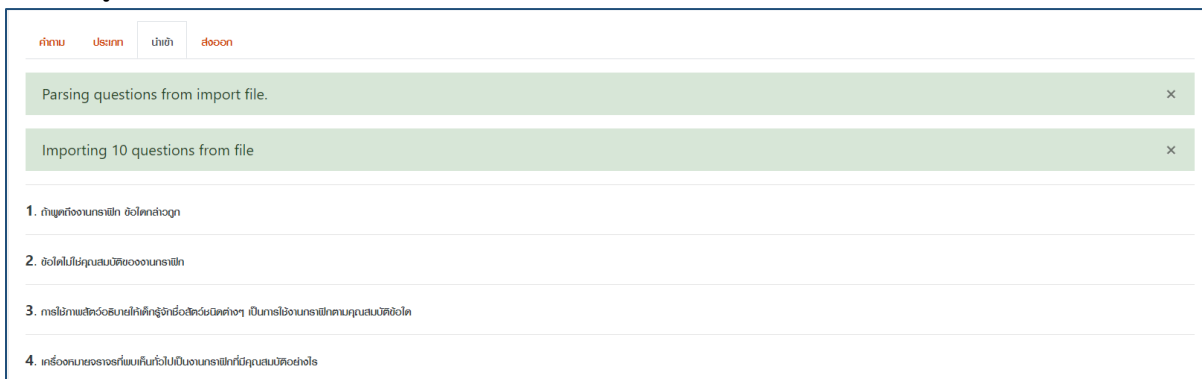 คำถาม ประเภท นำเข้า ส่งออก
Parsing questions from import file. ×
Importing 10 questions from file ×
1. ถ้าพูดถึงงานกราฟิก ข้อใดกล่าวถูก
2. ข้อใดไม่ใช่คุณสมบัติของงานกราฟิก
3. การใช้ภาพสัตว์อธิบายให้เด็กรู้จักชื่อสัตว์ชนิดต่างๆ เป็นการใช้งานกราฟิกตามคุณสมบัติข้อใด
4. เครื่องหมายจราจรที่พบเห็นทั่วไปเป็นงานกราฟิกที่มีคุณสมบัติอย่างไร